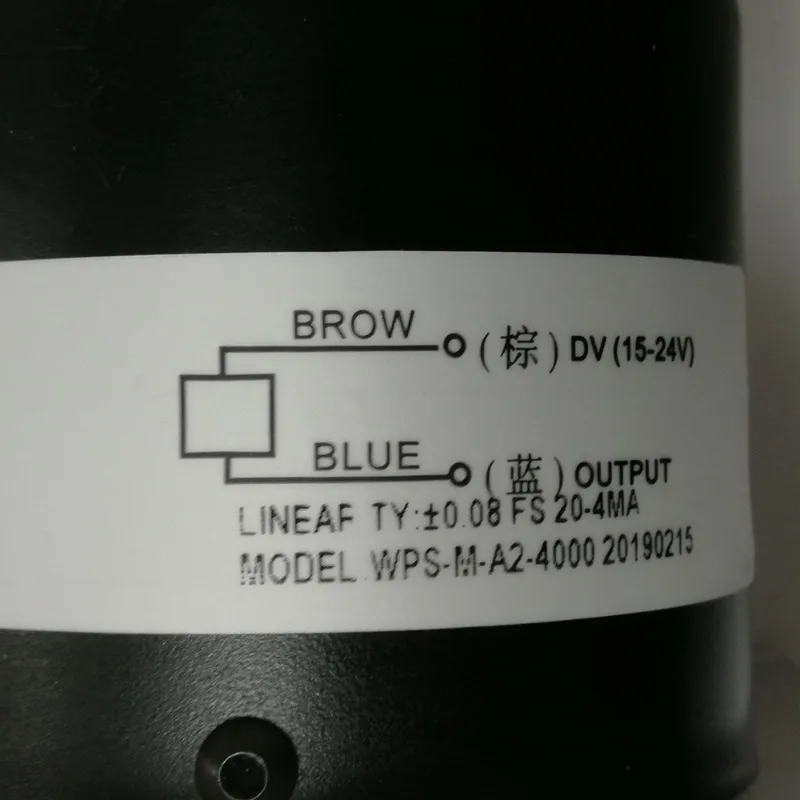 BROW
(棕) DV (15-24V)
BLUE
(蓝) OUTPUT
LINEAF TY:±0.08 FS 20-4MA
MODEL WPS-M-A2-4000 20190215